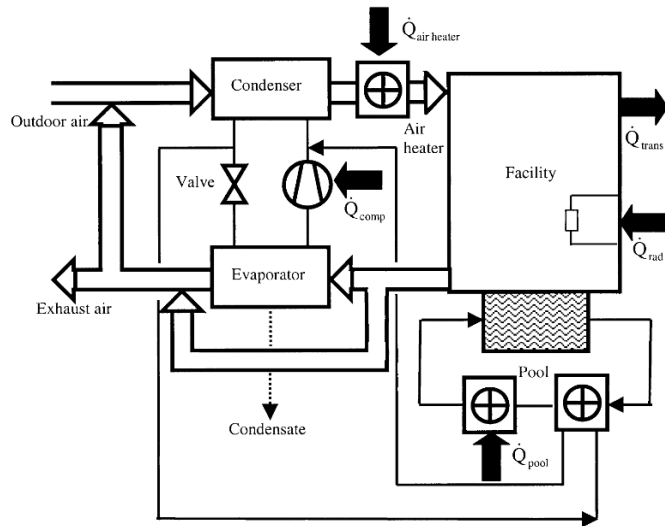 Q̇air heater
Condenser
Outdoor air
Air
heater
Q̇trans
Valve
Facility
Q̇comp
Q̇rad
Evaporator
Exhaust air
Pool
Condensate
Q̇pool